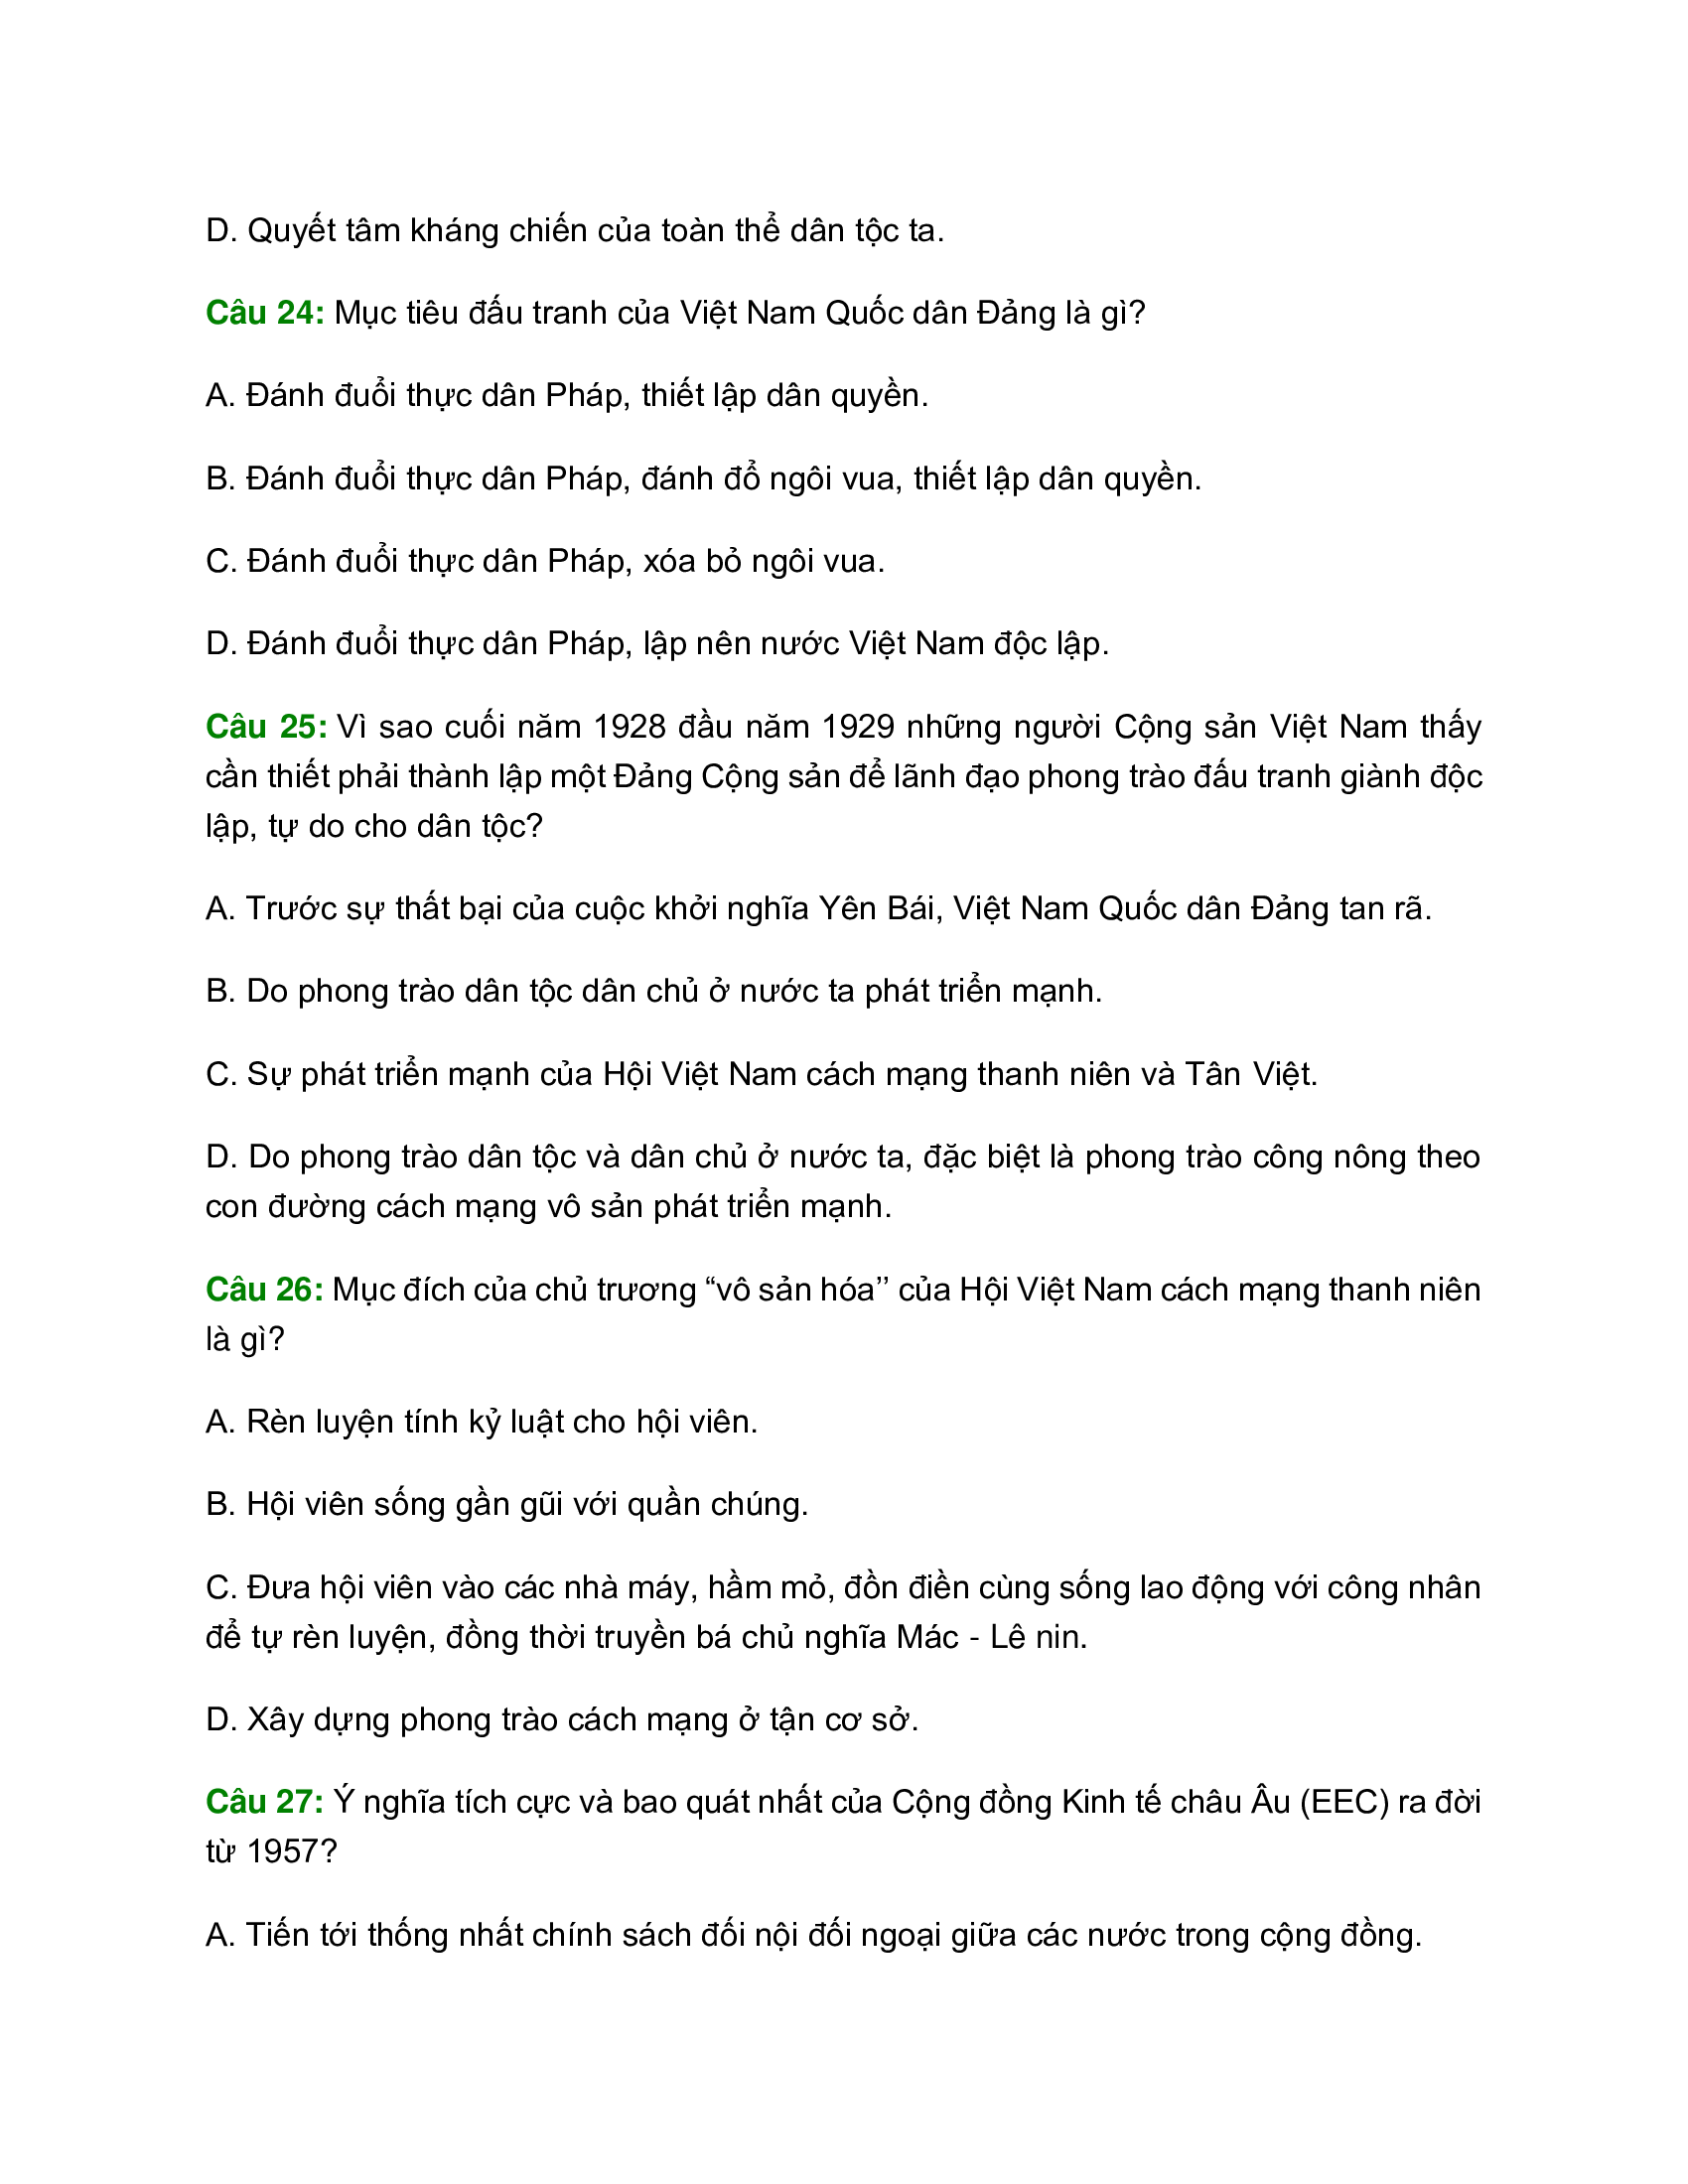 D. Quyết tâm kháng chiến của toàn thể dân tộc ta.
Câu 24: Mục tiêu đấu tranh của Việt Nam Quốc dân Đảng là gì?
A. Đánh đuổi thực dân Pháp, thiết lập dân quyền.
B. Đánh đuổi thực dân Pháp, đánh đổ ngôi vua, thiết lập dân quyền.
C. Đánh đuổi thực dân Pháp, xóa bỏ ngôi vua.
D. Đánh đuổi thực dân Pháp, lập nên nước Việt Nam độc lập.
Câu 25: Vì sao cuối năm 1928 đầu năm 1929 những người Cộng sản Việt Nam thấy
cần thiết phải thành lập một Đảng Cộng sản để lãnh đạo phong trào đấu tranh giành độc
lập, tự do cho dân tộc?
A. Trước sự thất bại của cuộc khởi nghĩa Yên Bái, Việt Nam Quốc dân Đảng tan rã.
B. Do phong trào dân tộc dân chủ ở nước ta phát triển mạnh.
C. Sự phát triển mạnh của Hội Việt Nam cách mạng thanh niên và Tân Việt.
D. Do phong trào dân tộc và dân chủ ở nước ta, đặc biệt là phong trào công nông theo
con đường cách mạng vô sản phát triển mạnh.
Câu 26: Mục đích của chủ trương “vô sản hóa’’ của Hội Việt Nam cách mạng thanh niên
là gì?
A. Rèn luyện tính kỷ luật cho hội viên.
B. Hội viên sống gần gũi với quần chúng.
C. Đưa hội viên vào các nhà máy, hầm mỏ, đồn điền cùng sống lao động với công nhân
để tự rèn luyện, đồng thời truyền bá chủ nghĩa Mác - Lê nin.
D. Xây dựng phong trào cách mạng ở tận cơ sở.
Câu 27: Ý nghĩa tích cực và bao quát nhất của Cộng đồng Kinh tế châu Âu (EEC) ra đời
từ 1957?
A. Tiến tới thống nhất chính sách đối nội đối ngoại giữa các nước trong cộng đồng.